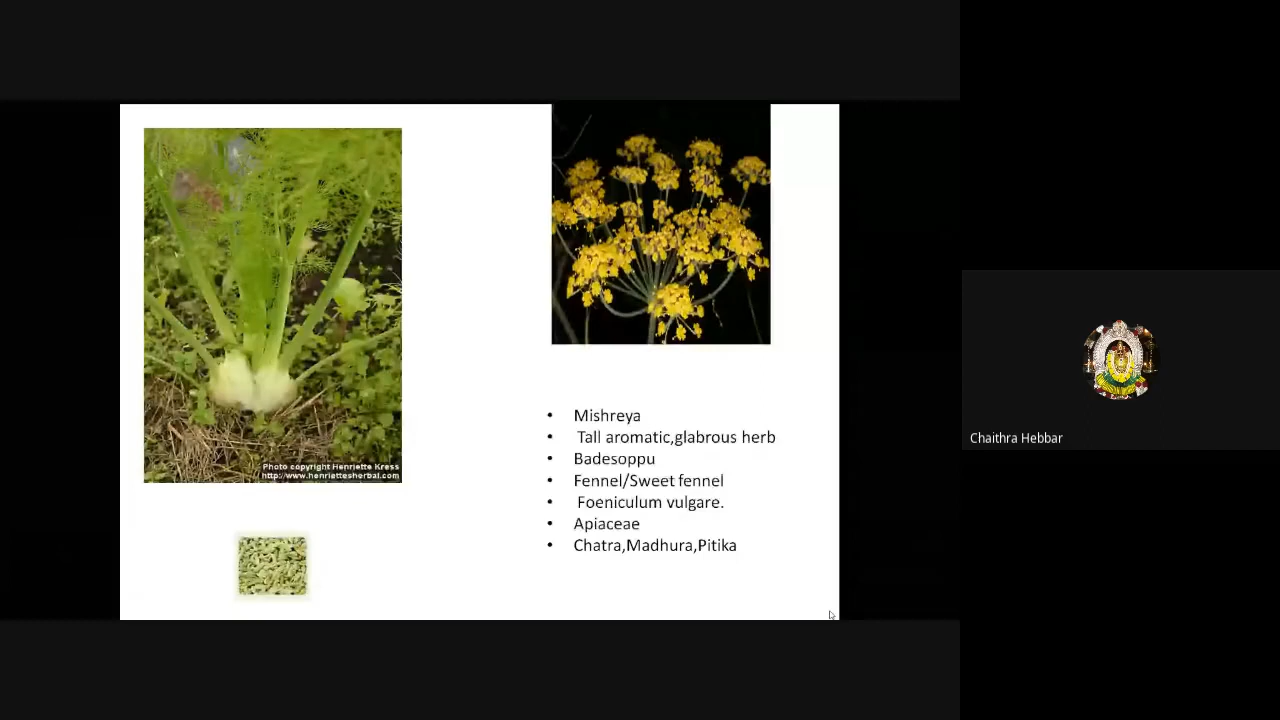 Photo copyright Henriette Kress
http://www.henriettesherbal.com
• Mishreya
• Tall aromatic,glabrous herb
• Badesoppu
• Fennel/Sweet fennel
• Foeniculum vulgare.
• Apiaceae
• Chatra,Madhura,Pitika
Chaithra Hebbar